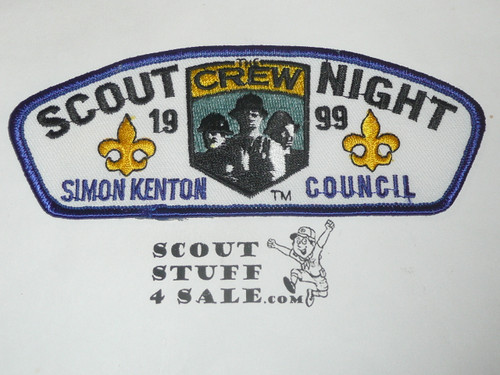 SCOUT THE CREW NIGHT
19 99
SIMON KENTON TM COUNCIL
SCOUT
STUFF
4 SALE.com